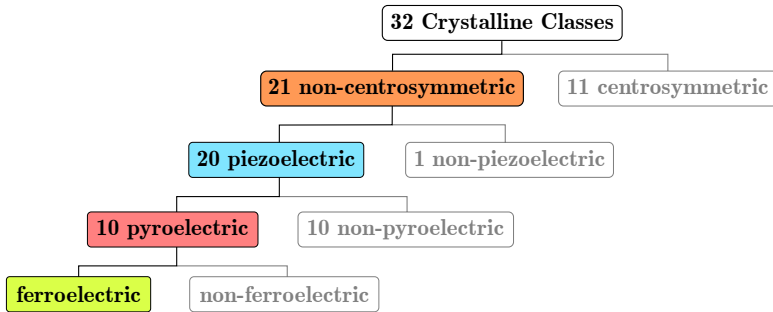 32 Crystalline Classes
21 non-centrosymmetric
11 centrosymmetric
20 piezoelectric
1 non-piezoelectric
10 pyroelectric
10 non-pyroelectric
ferroelectric
non-ferroelectric